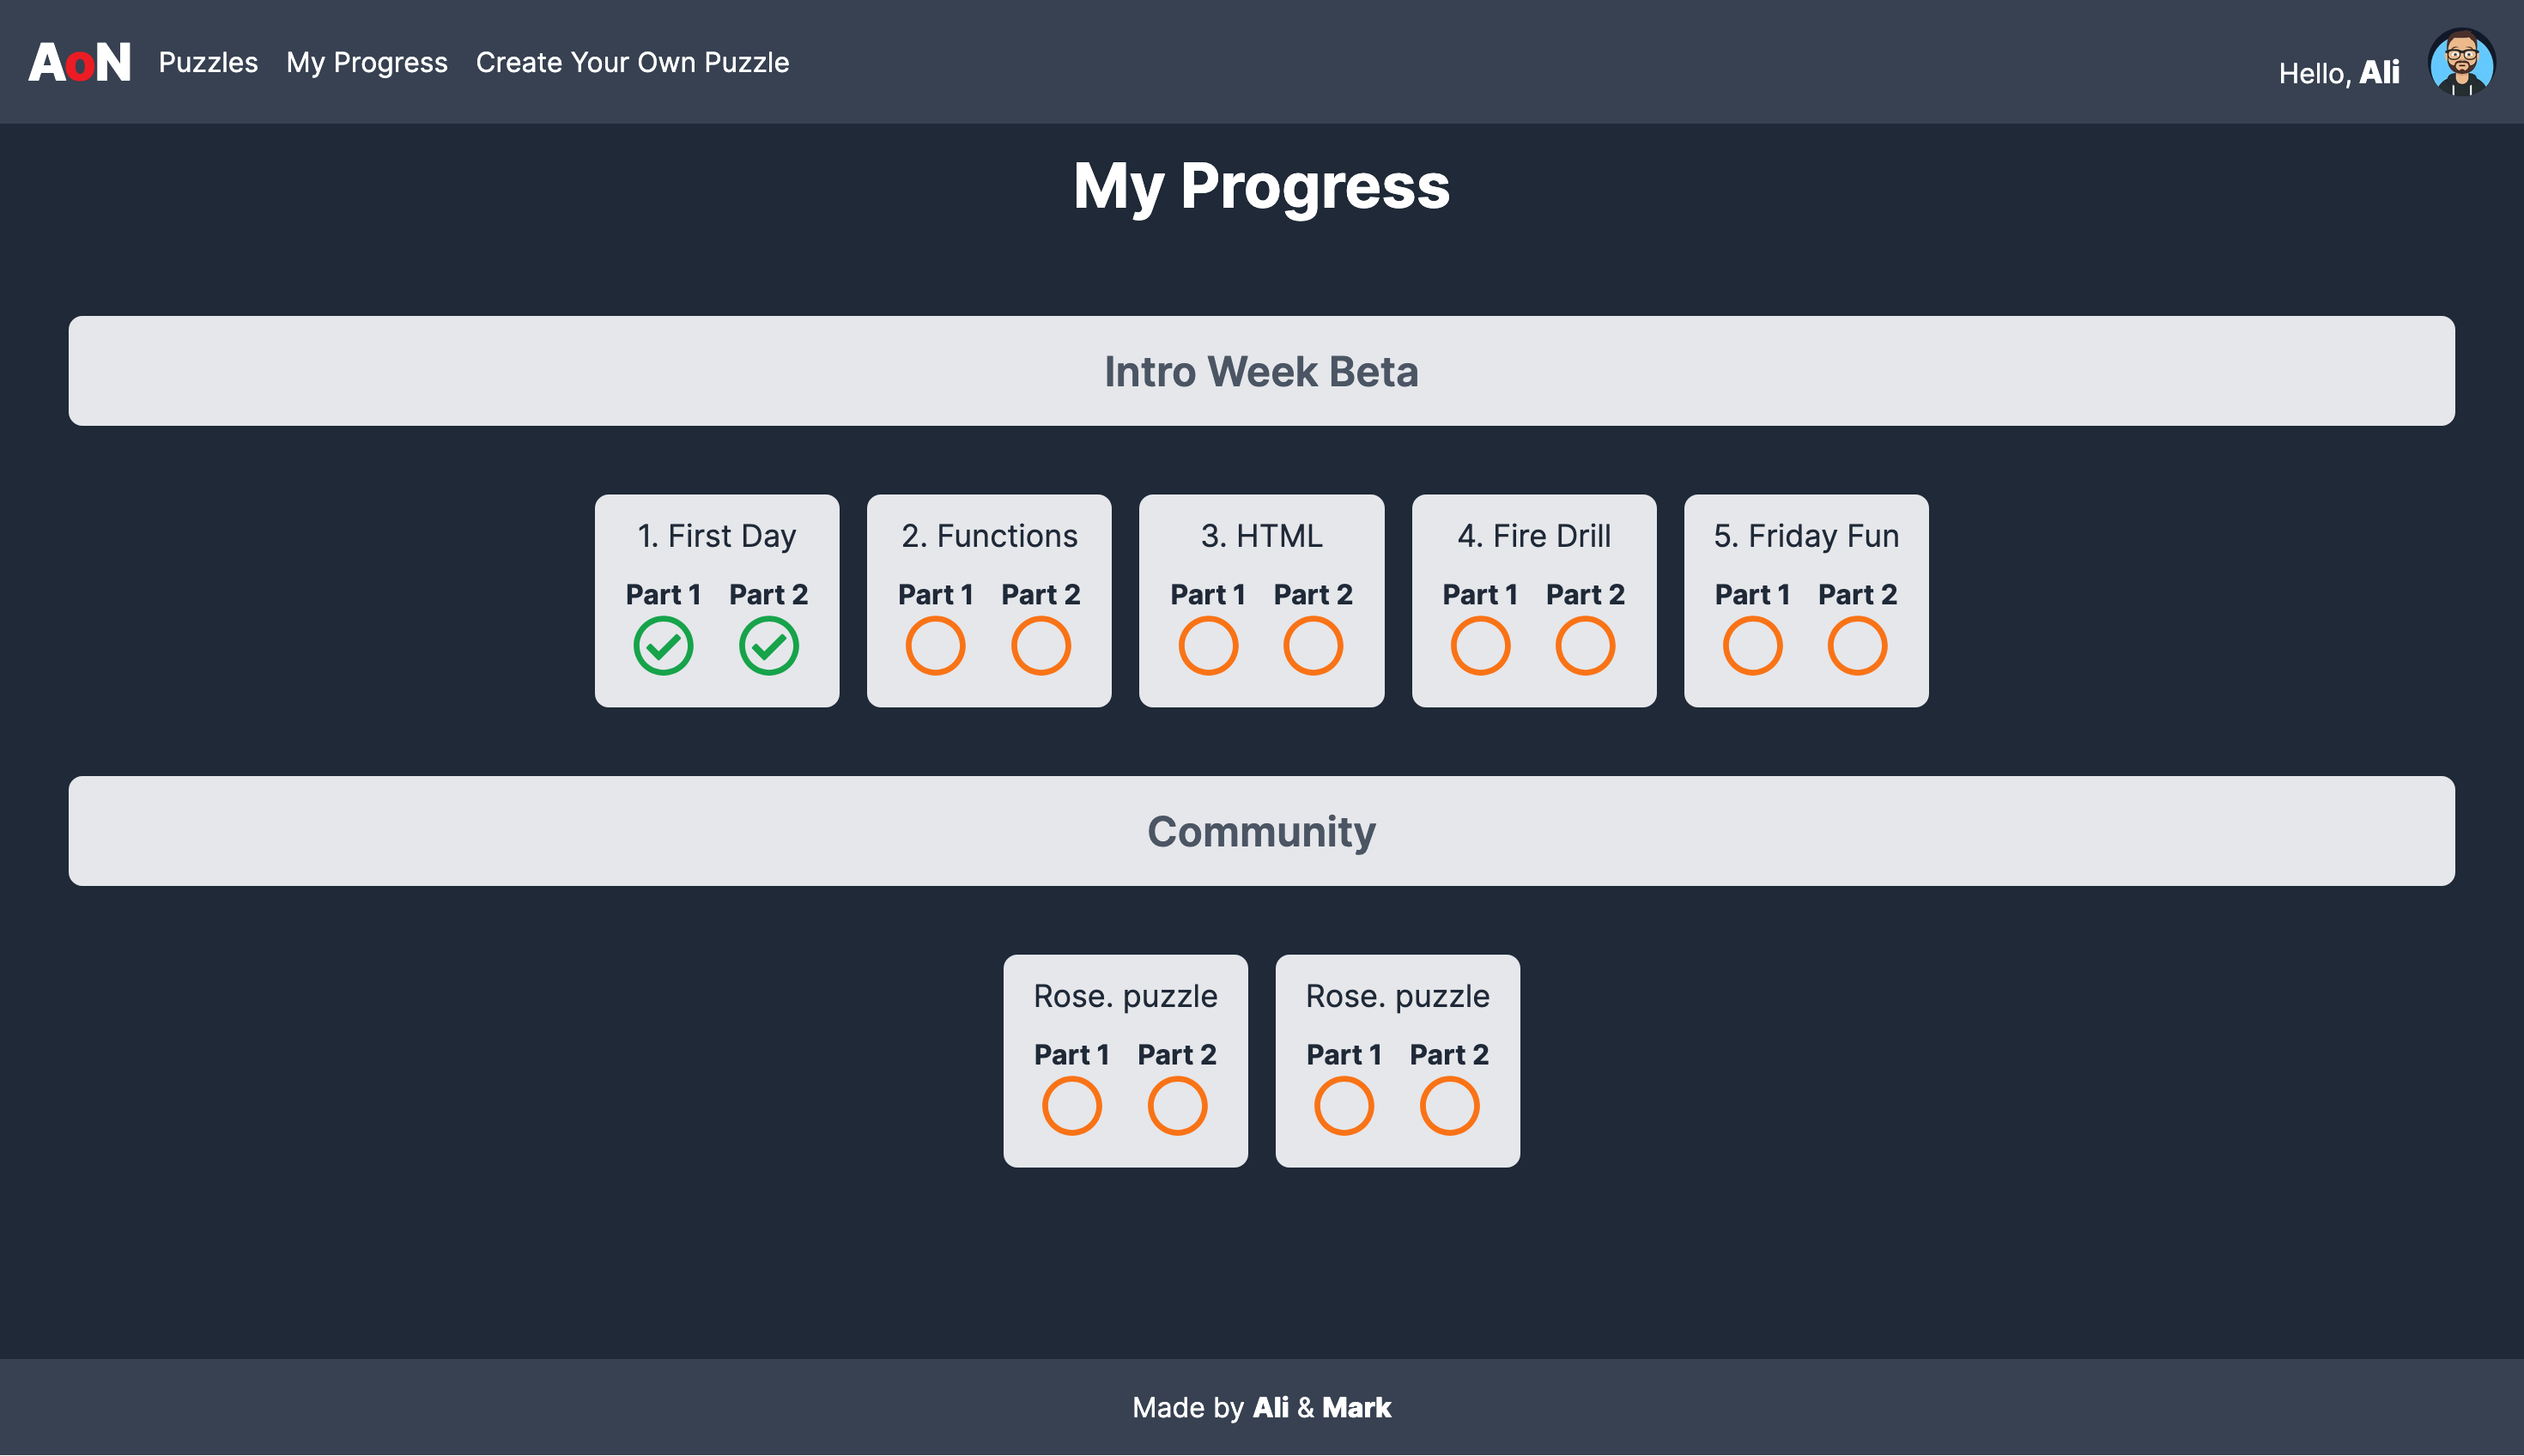 AoN Puzzles My Progress Create Your Own Puzzle Hello, Ali
My Progress
Intro Week Beta
1. First Day
Part 1 Part 2
2. Functions
Part 1 Part 2
3. HTML
Part 1 Part 2
4. Fire Drill
Part 1 Part 2
5. Friday Fun
Part 1 Part 2
Community
Rose. puzzle
Part 1 Part 2
Rose. puzzle
Part 1 Part 2
Made by Ali & Mark